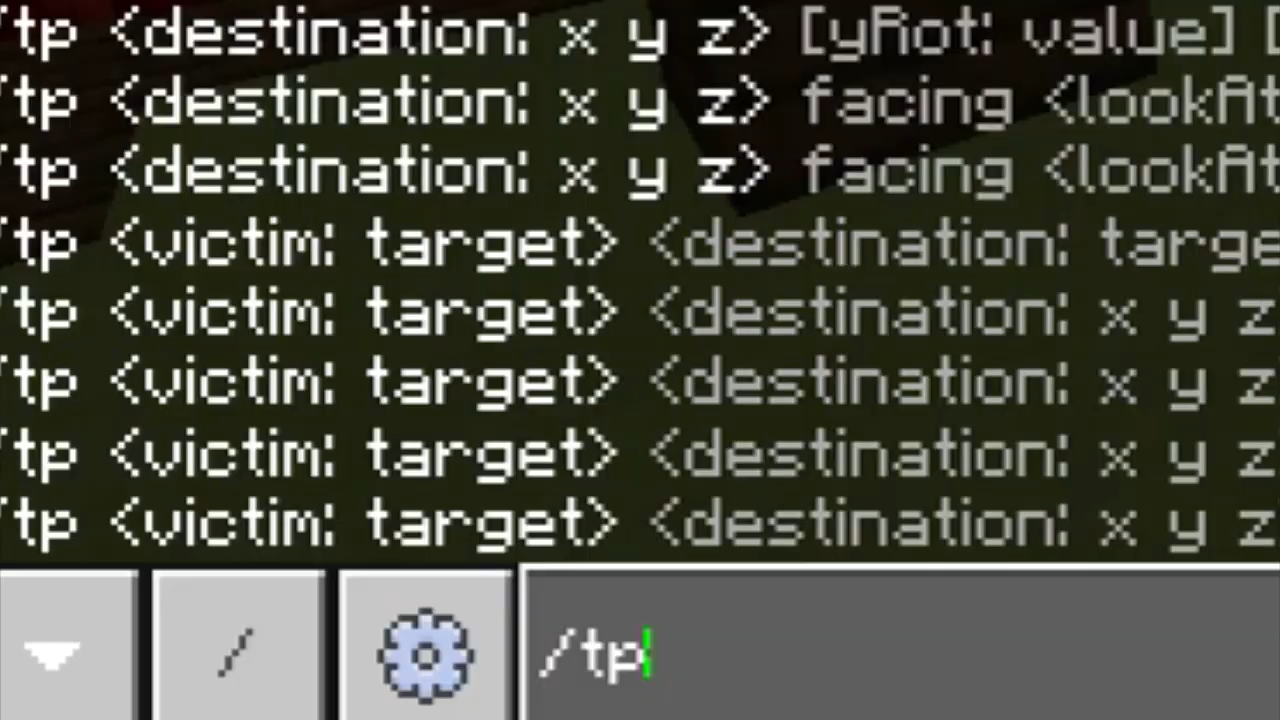 /tp <destination: x y z> [yRot: value] [
/tp <destination: x y z> facing <lookAt
/tp <destination: x y z> facing <lookAt
/tp <victim: target> <destination: targe
/tp <victim: target> <destination: x y z
/tp <victim: target> <destination: x y z
/tp <victim: target> <destination: x y z
/tp <victim: target> <destination: x y z
/
/tp